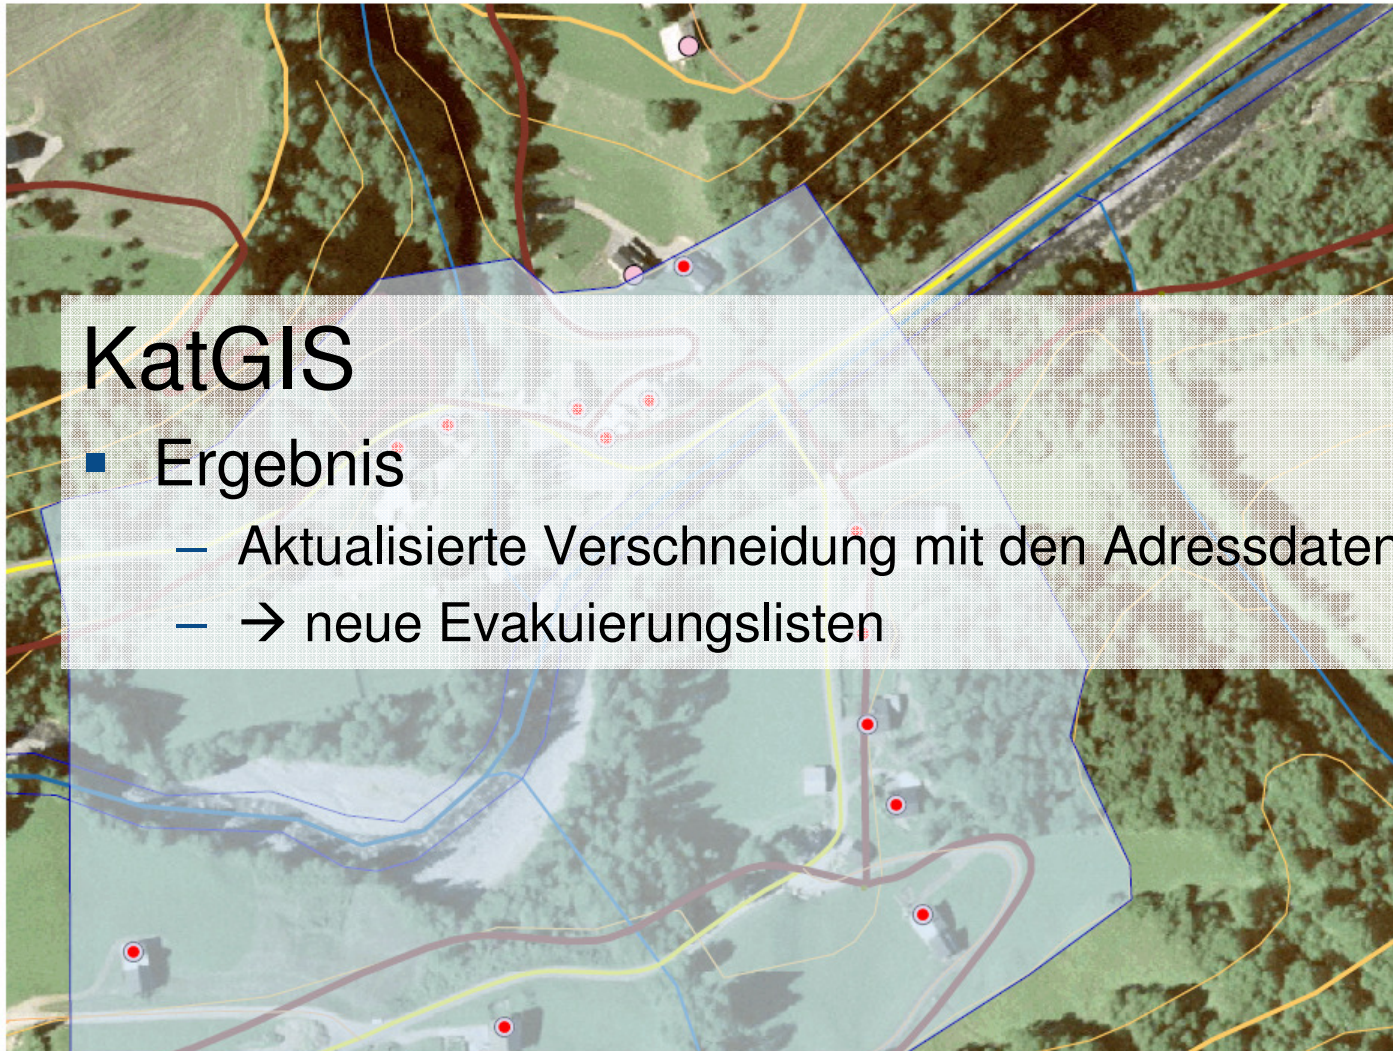 KatGIS
Ergebnis
– Aktualisierte Verschneidung mit den Adressdaten
– → neue Evakuierungslisten